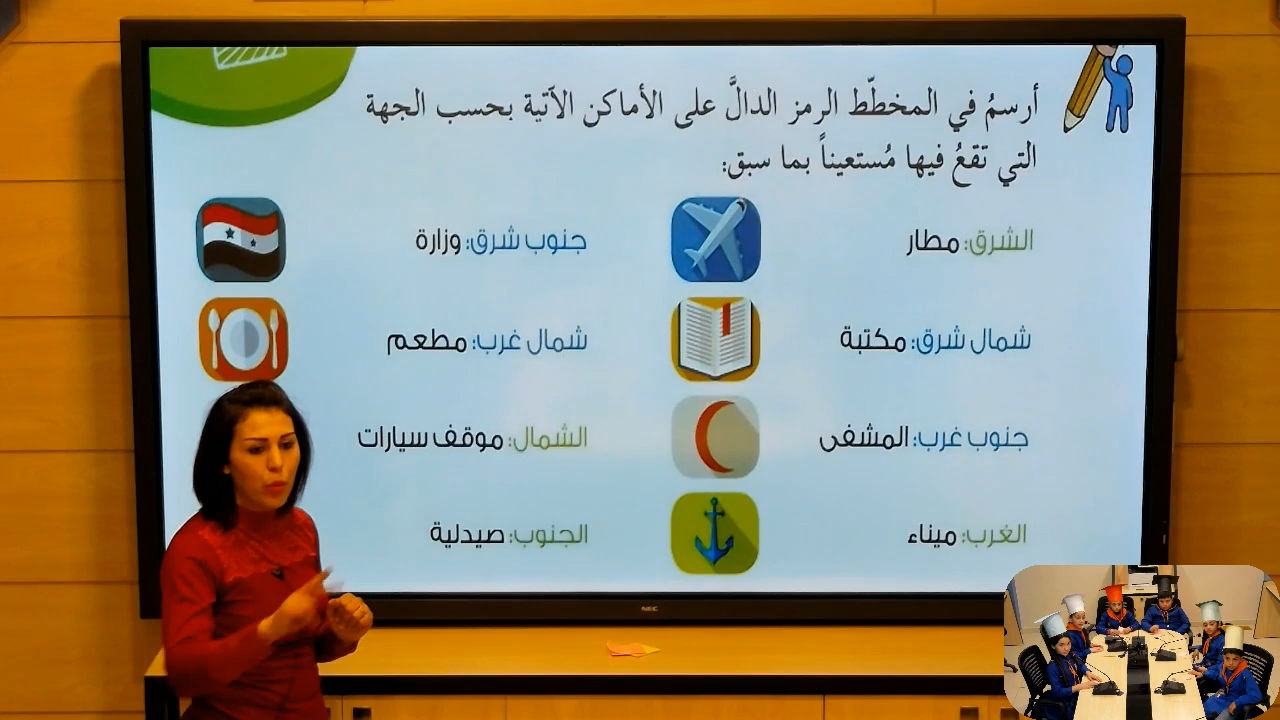 أرسمُ في المخطّط الرمز الدالَّ على الأماكن الآتية بحسب الجهة
التي تقعُ فيها مُستعيناً بما سبق:
الشرق: مطار
جنوب شرق: وزارة
شمال شرق: مكتبة
شمال غرب: مطعم
جنوب غرب: المشفى
الشمال: موقف سيارات
الغرب: ميناء
الجنوب: صيدلية
NEC